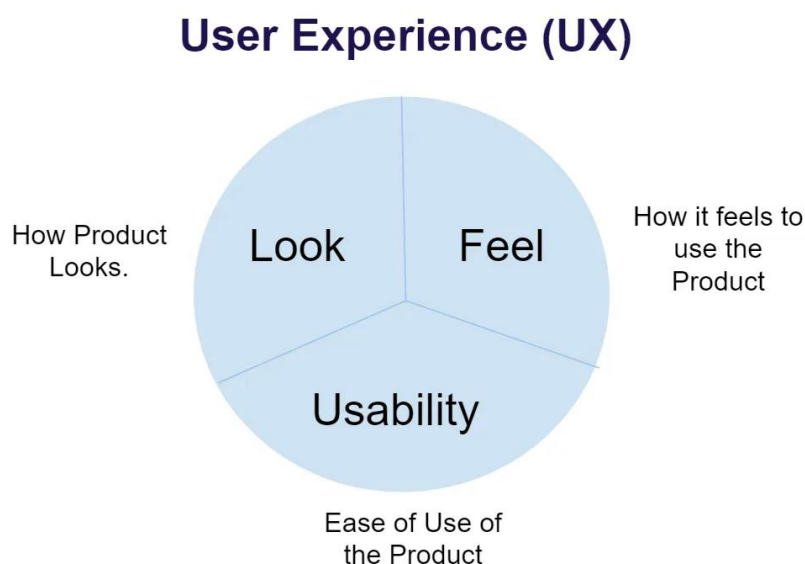 User Experience (UX)
How Product
Looks.
Look
Feel
How it feels to
use the
Product
Usability
Ease of Use of
the Product